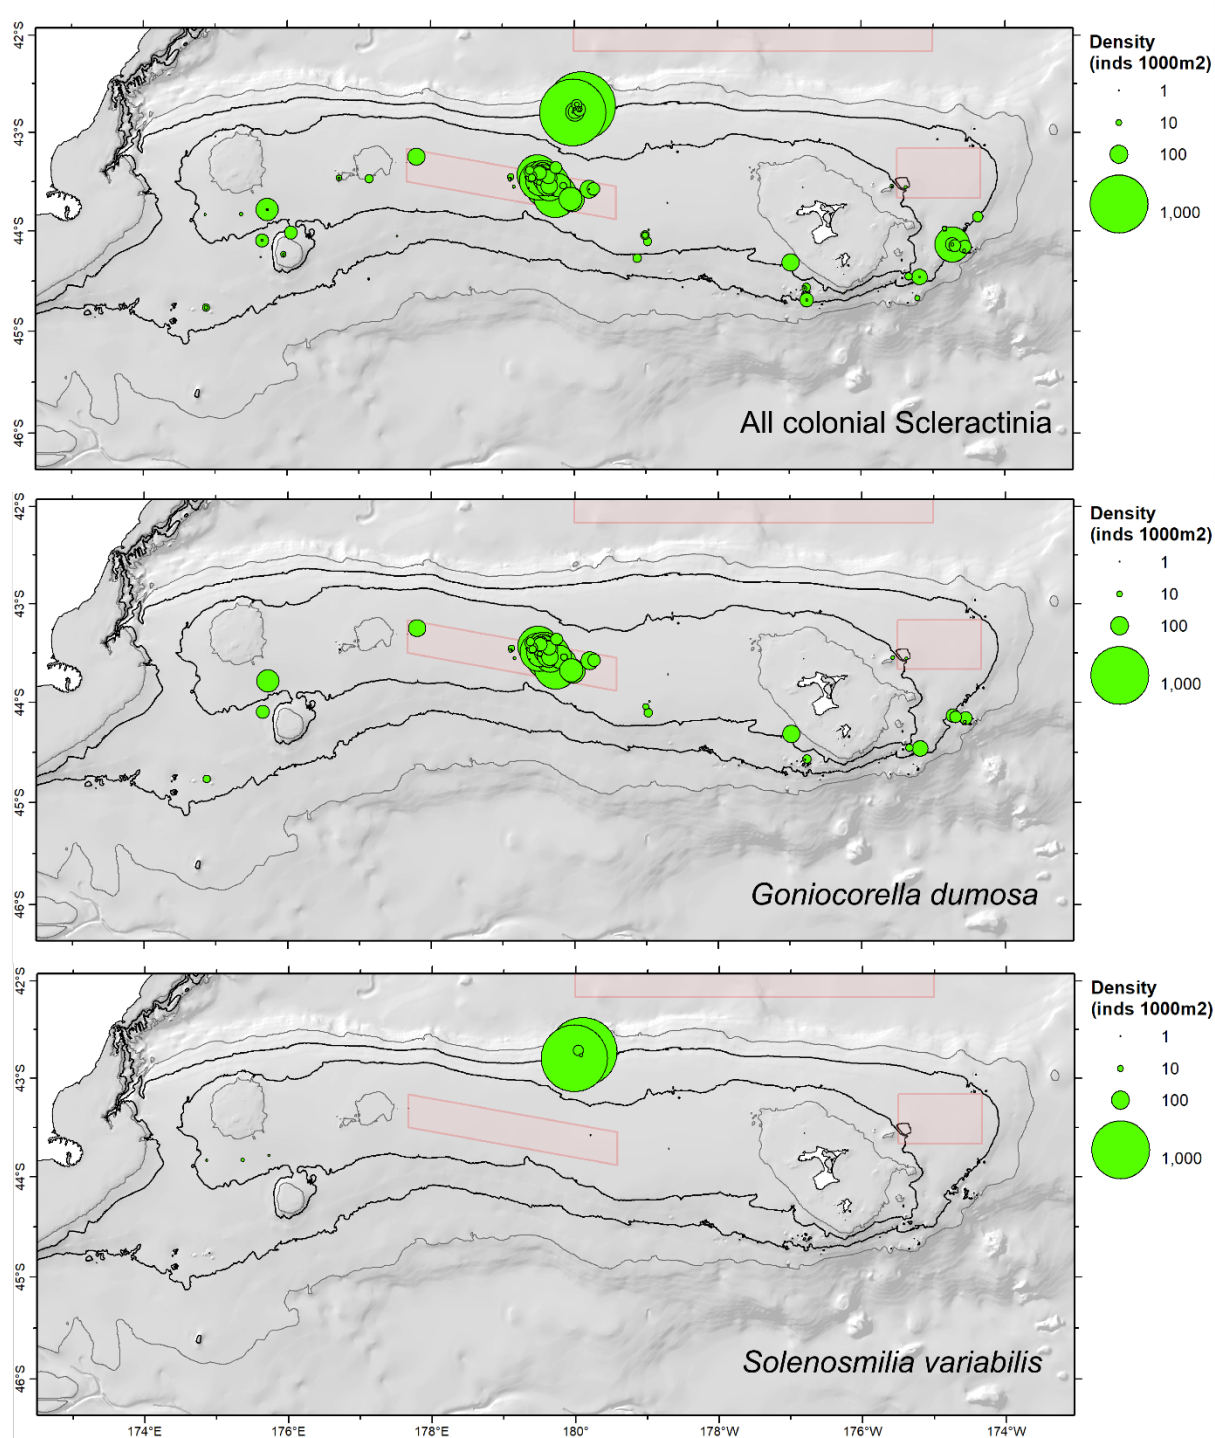 42°S
43°S
44°S
45°S
46°S
All colonial Scleractinia
Density
(inds 1000m2)
1
10
100
1,000
42°S
43°S
44°S
45°S
46°S
Goniocorella dumosa
Density
(inds 1000m2)
1
10
100
1,000
42°S
43°S
44°S
45°S
46°S
Solenosmilia variabilis
Density
(inds 1000m2)
1
10
100
1,000
174°E
176°E
178°E
180°
178°W
176°W
174°W